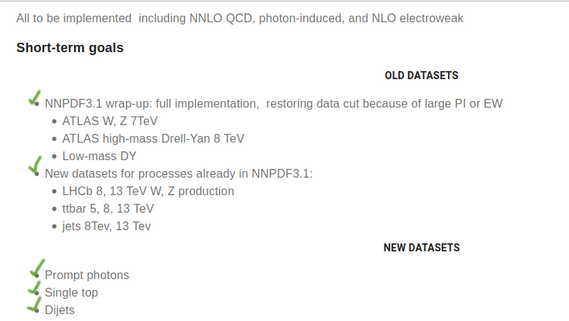 All to be implemented  including NNLO QCD, photon-induced, and NLO electroweak
Short-term goals
OLD DATASETS
NNPDF3.1 wrap-up: full implementation,  restoring data cut because of large PI or EW
ATLAS W, Z 7TeV
ATLAS high-mass Drell-Yan 8 TeV
Low-mass DY
New datasets for processes already in NNPDF3.1:
LHCb 8, 13 TeV W, Z production
ttbar 5, 8, 13 TeV
jets 8Tev, 13 Tev
NEW DATASETS
Prompt photons
Single top
Dijets